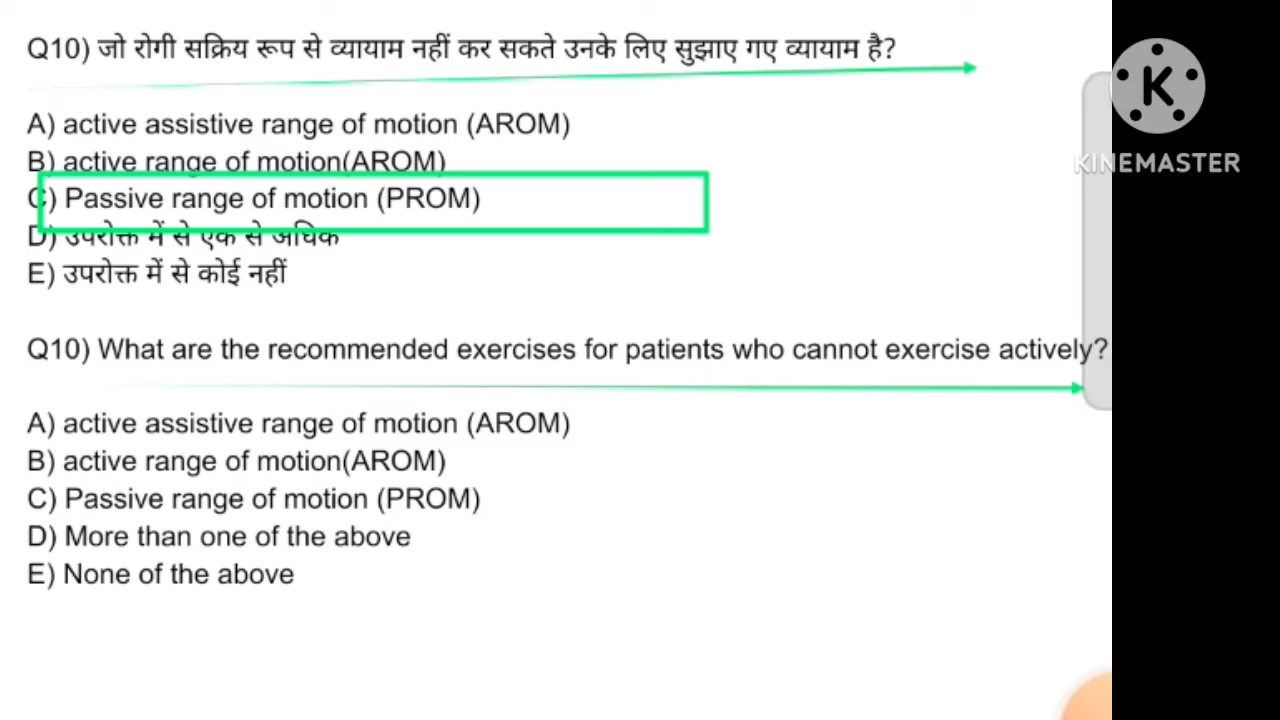 Q10) जो रोगी सक्रिय रूप से व्यायाम नहीं कर सकते उनके लिए सुझाए गए व्यायाम है?
A) active assistive range of motion (AROM)
B) active range of motion(AROM)
C) Passive range of motion (PROM)
D) उपरोक्त में से एक से अधिक
E) उपरोक्त में से कोई नहीं
Q10) What are the recommended exercises for patients who cannot exercise actively?
A) active assistive range of motion (AROM)
B) active range of motion(AROM)
C) Passive range of motion (PROM)
D) More than one of the above
E) None of the above
K
KINEMASTER